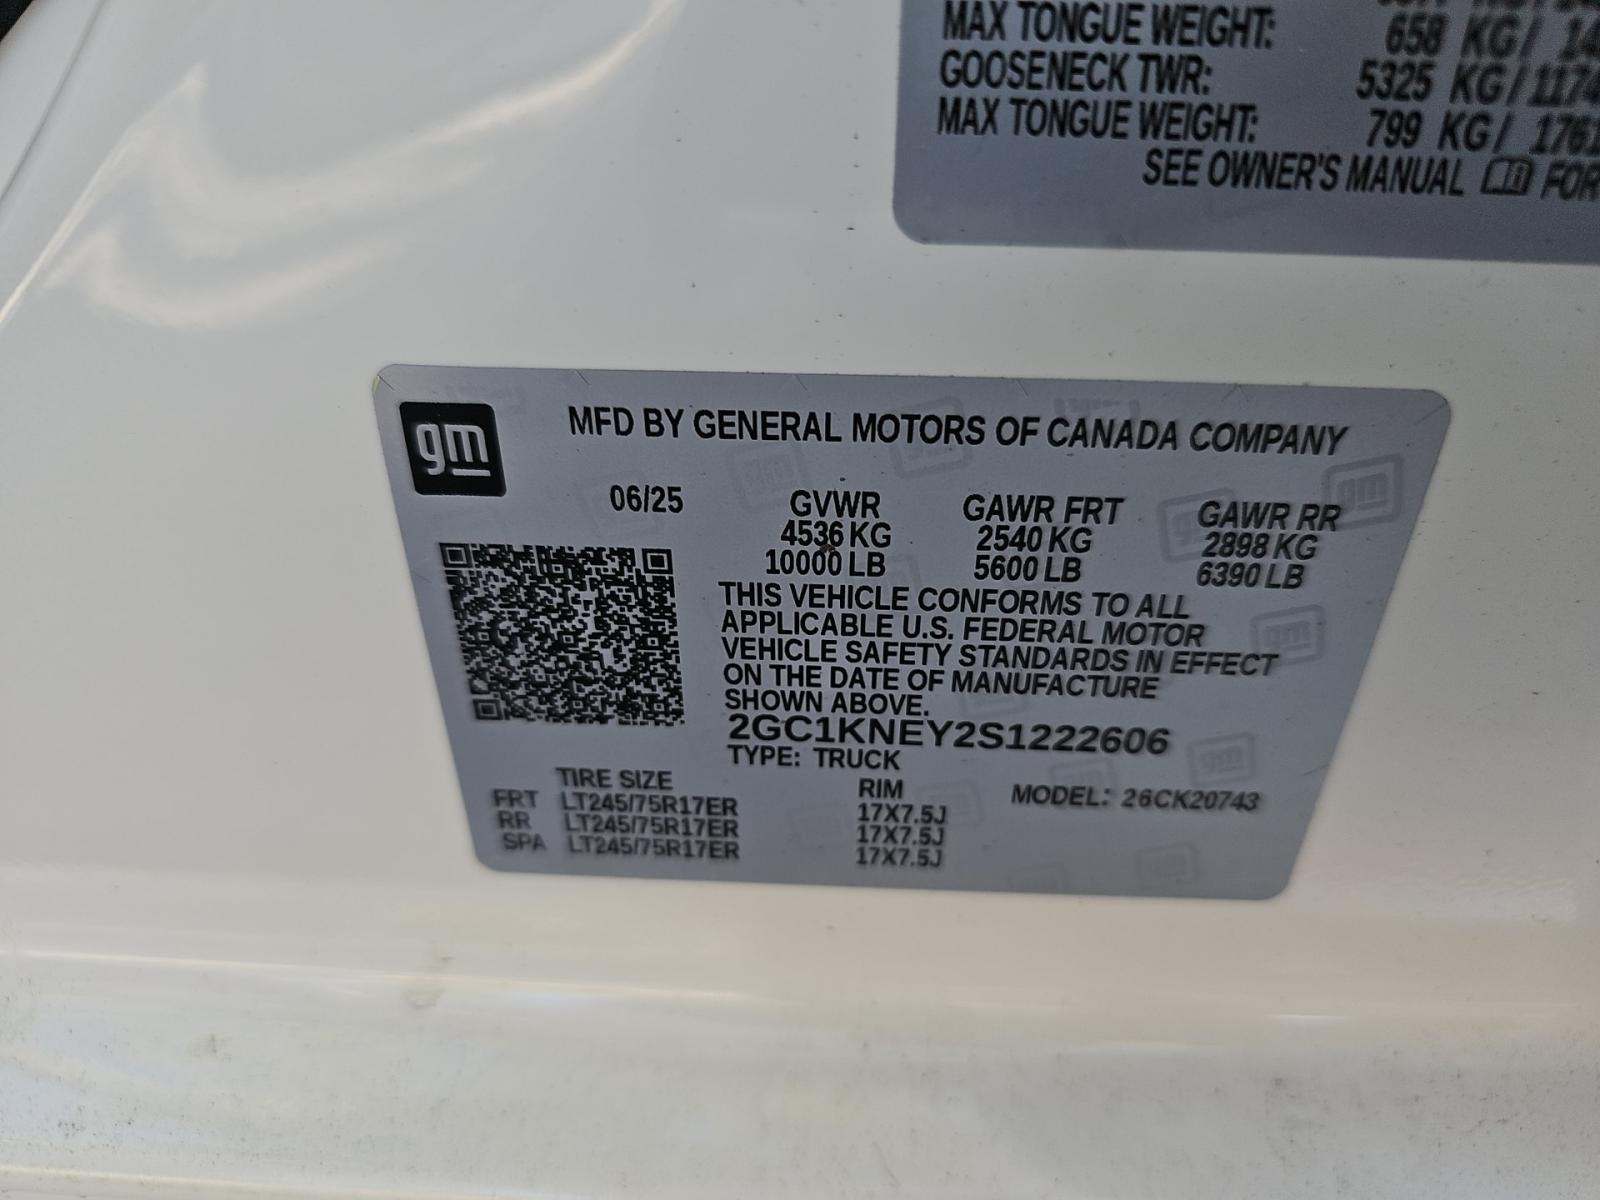 MAX TONGUE WEIGHT: 658 KG/
GOOSENECK TWR: 5325 KG/1174
MAX TONGUE WEIGHT: 799 KG/ 1761
SEE OWNER'S MANUAL FOR
gm
MFD BY GENERAL MOTORS OF CANADA COMPANY
06/25 GVWR GAWR FRT GAWR RR
4536 KG 2540 KG 2898 KG
10000 LB 5600 LB 6390 LB
THIS VEHICLE CONFORMS TO ALL
APPLICABLE U.S. FEDERAL MOTOR
VEHICLE SAFETY STANDARDS IN EFFECT
ON THE DATE OF MANUFACTURE
SHOWN ABOVE.
2GC1KNEY2S1222606
TYPE: TRUCK
TIRE SIZE RIM MODEL: 26CK20743
FRT LT245/75R17ER 17X7.5J
RR LT245/75R17ER 17X7.5J
SPA LT245/75R17ER 17X7.5J